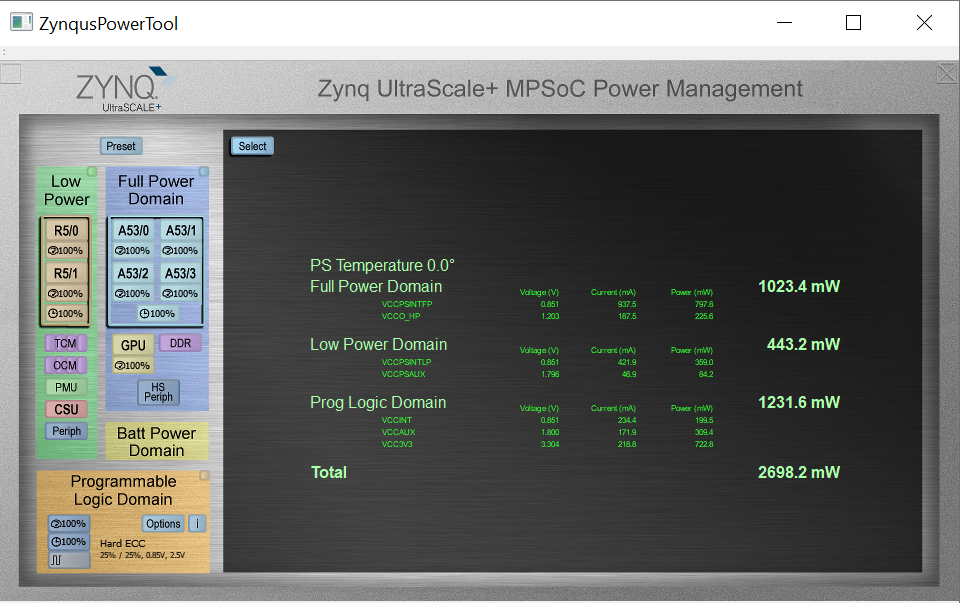 ZynqusPowerTool
ZYNQ
UltraSCALE+
Zynq UltraScale+ MPSoC Power Management
Preset
Select
Low
Power
Full Power
Domain
R5/0
100%
R5/1
100%
100%
A53/0 A53/1
100% 100%
A53/2 A53/3
100% 100%
100%
TCM
OCM
PMU
CSU
Periph
GPU
100%
DDR
HS
Periph
Batt Power
Domain
Programmable
Logic Domain
100%
100%
Options i
Hard ECC
25% / 25%, 0.85V, 2.5V
PS Temperature 0.0°
Full Power Domain 1023.4 mW
Voltage (V) Current (mA) Power (mW)
VCCPSINTFP 0.851 937.5 797.8
VCCO_HP 1.203 187.5 225.6
Low Power Domain 443.2 mW
Voltage (V) Current (mA) Power (mW)
VCCPSINTLP 0.851 421.9 359.0
VCCPSAUX 1.796 46.9 84.2
Prog Logic Domain 1231.6 mW
Voltage (V) Current (mA) Power (mW)
VCCINT 0.851 234.4 199.5
VCCAUX 1.800 171.9 309.4
VCC3V3 3.304 218.8 722.8
Total 2698.2 mW